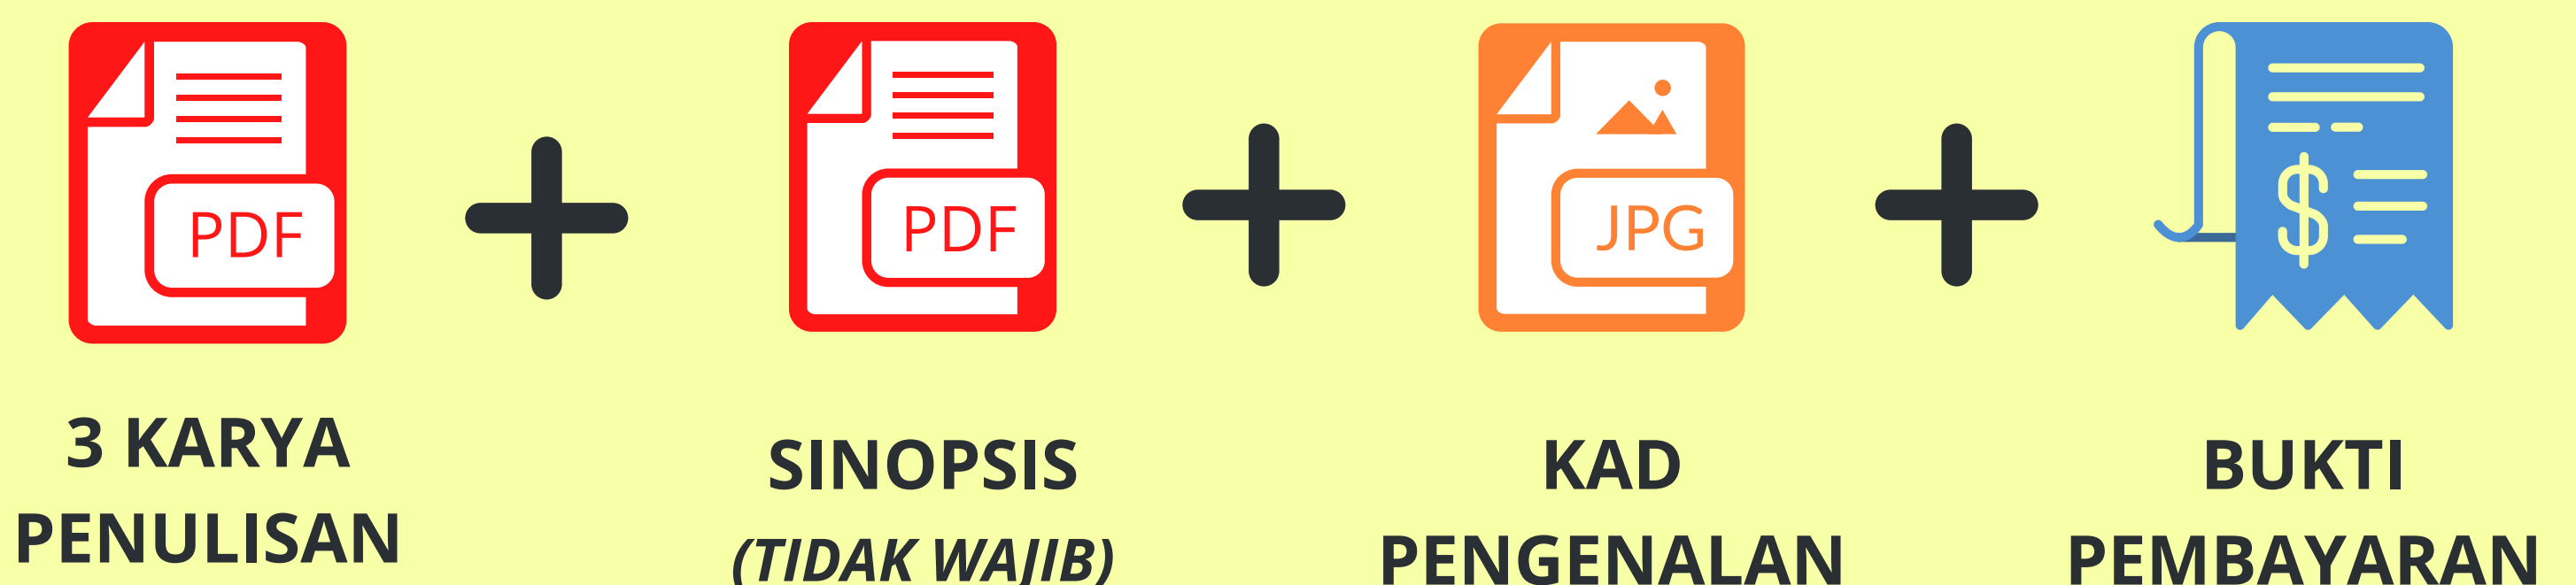 PDF
PDF
JPG
$
3 KARYA
PENULISAN
SINOPSIS
(TIDAK WAJIB)
KAD
PENGENALAN
BUKTI
PEMBAYARAN